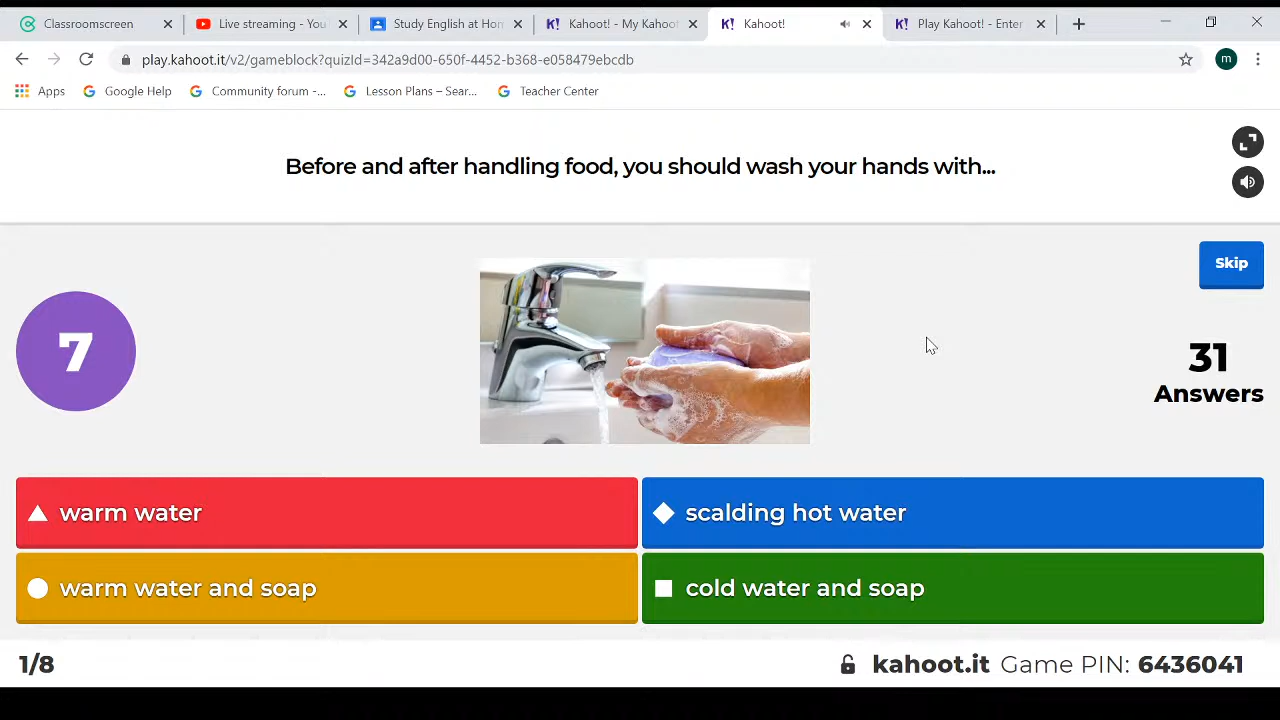 Classroomscreen
Live streaming - You
Study English at Hon
K! Kahoot! - My Kahoot
K! Kahoot!
K! Play Kahoot! - Enter
play.kahoot.it/v2/gameblock?quizId=342a9d00-650f-4452-b368-e058479ebcdb
m
Apps
Google Help
Community forum -...
Lesson Plans – Sear...
Teacher Center
Before and after handling food, you should wash your hands with...
Skip
7
31
Answers
warm water
scalding hot water
warm water and soap
cold water and soap
1/8
kahoot.it Game PIN: 6436041